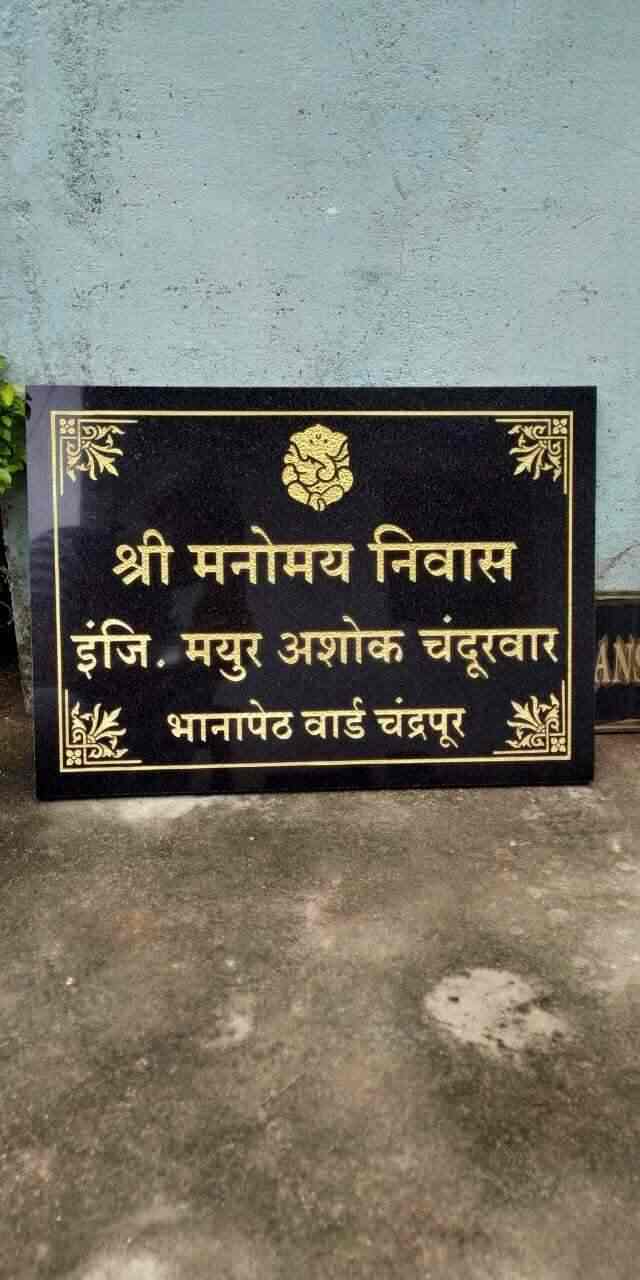 श्री मनोमय निवास
इंजि. मयुर अशोक चंदूरवार
भानापेठ वार्ड चंद्रपूर